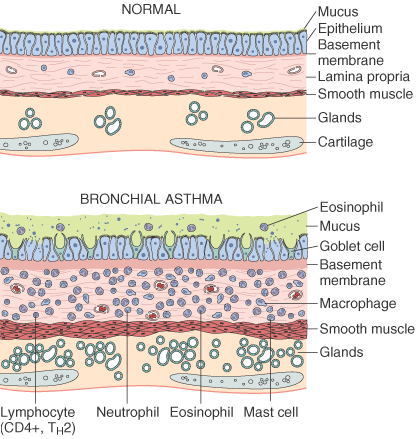 NORMAL
Mucus
Epithelium
Basement
membrane
Lamina propria
Smooth muscle
Glands
Cartilage
BRONCHIAL ASTHMA
Eosinophil
Mucus
Goblet cell
Basement
membrane
Macrophage
Smooth muscle
Glands
Lymphocyte
(CD4+, TH2)
Neutrophil
Eosinophil
Mast cell